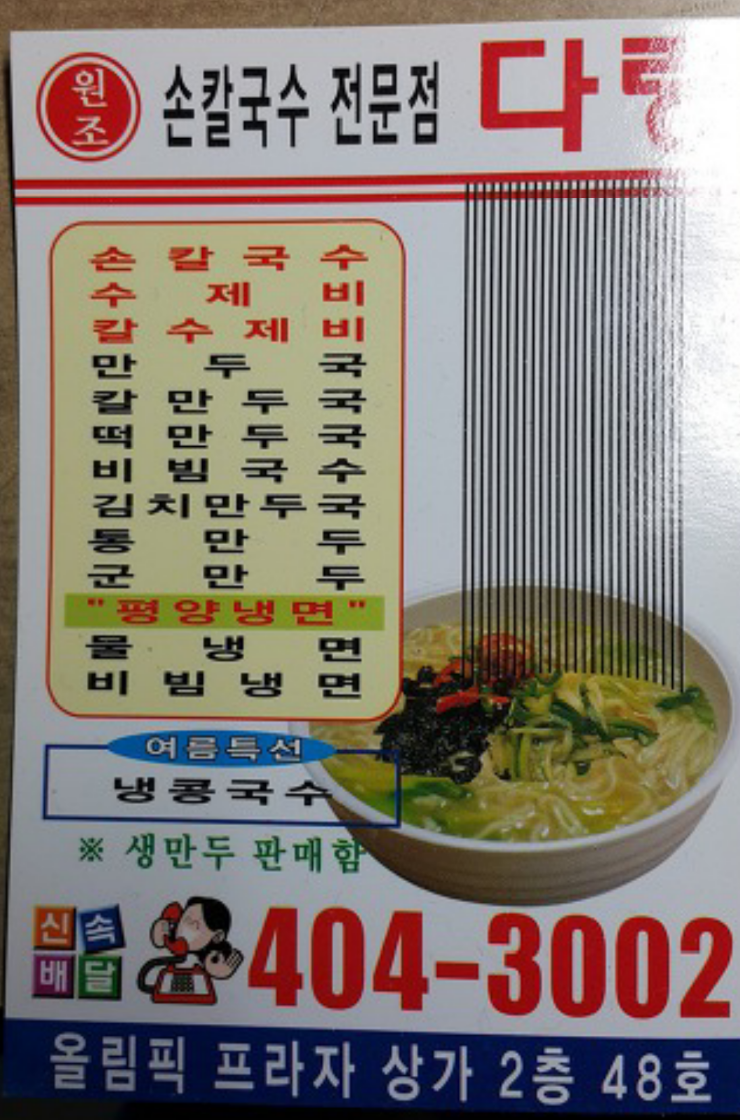 원조 손칼국수 전문점 다
손칼국수
수제비
칼수제비
만두국
칼만두국
떡만두국
비빔국수
김치만두국
통만두
군만두
"평양냉면"
물냉면
비빔냉면
여름특선
냉콩국수
※ 생만두 판매함
신속
배달
404-3002
올림픽 프라자 상가 2층 48호